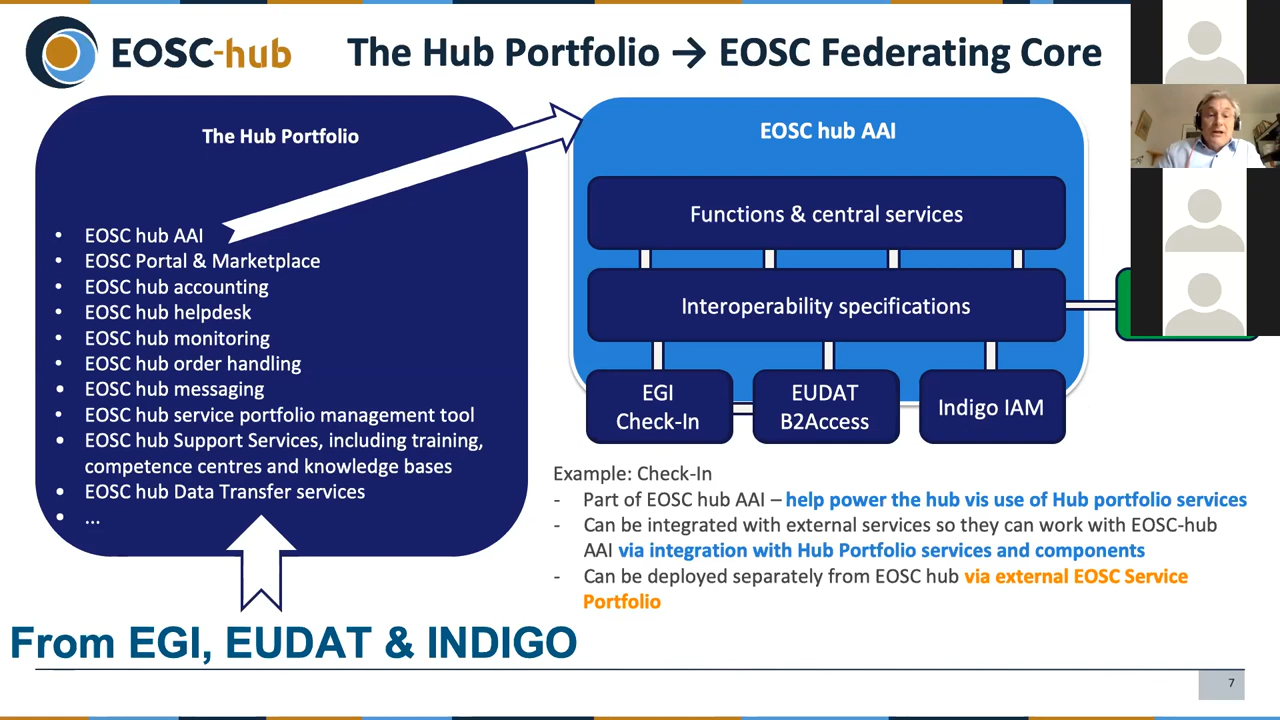 EOSC-hub
The Hub Portfolio → EOSC Federating Core
The Hub Portfolio
• EOSC hub AAI
• EOSC Portal & Marketplace
• EOSC hub accounting
• EOSC hub helpdesk
• EOSC hub monitoring
• EOSC hub order handling
• EOSC hub messaging
• EOSC hub service portfolio management tool
• EOSC hub Support Services, including training,
competence centres and knowledge bases
• EOSC hub Data Transfer services
• ...
From EGI, EUDAT & INDIGO
EOSC hub AAI
Functions & central services
Interoperability specifications
EGI
Check-In
EUDAT
B2Access
Indigo IAM
Example: Check-In
- Part of EOSC hub AAI – help power the hub vis use of Hub portfolio services
- Can be integrated with external services so they can work with EOSC-hub
AAI via integration with Hub Portfolio services and components
- Can be deployed separately from EOSC hub via external EOSC Service
Portfolio
7